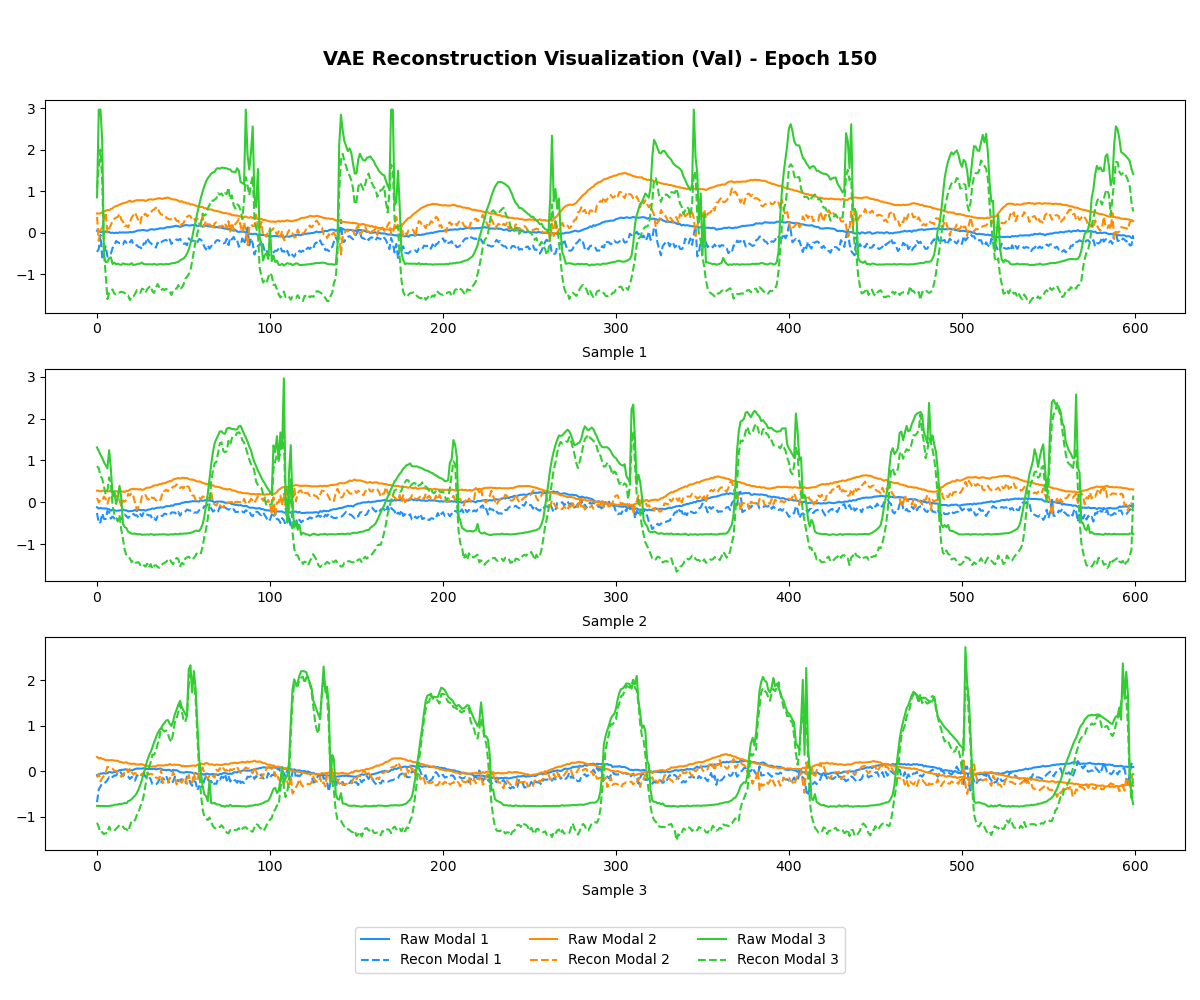 VAE Reconstruction Visualization (Val) - Epoch 150
3
2
1
0
−1
0 100 200 300 400 500 600
Sample 1
3
2
1
0
−1
0 100 200 300 400 500 600
Sample 2
2
1
0
−1
0 100 200 300 400 500 600
Sample 3
Raw Modal 1 Raw Modal 2 Raw Modal 3
Recon Modal 1 Recon Modal 2 Recon Modal 3